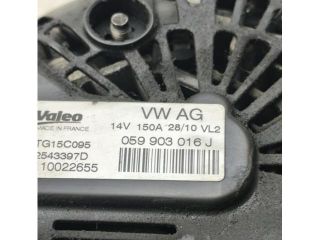 Valeo
MADE IN FRANCE
TG15C095
2543397D
10022655
VW AG
14V 150A 28/10 VL2
059 903 016 J